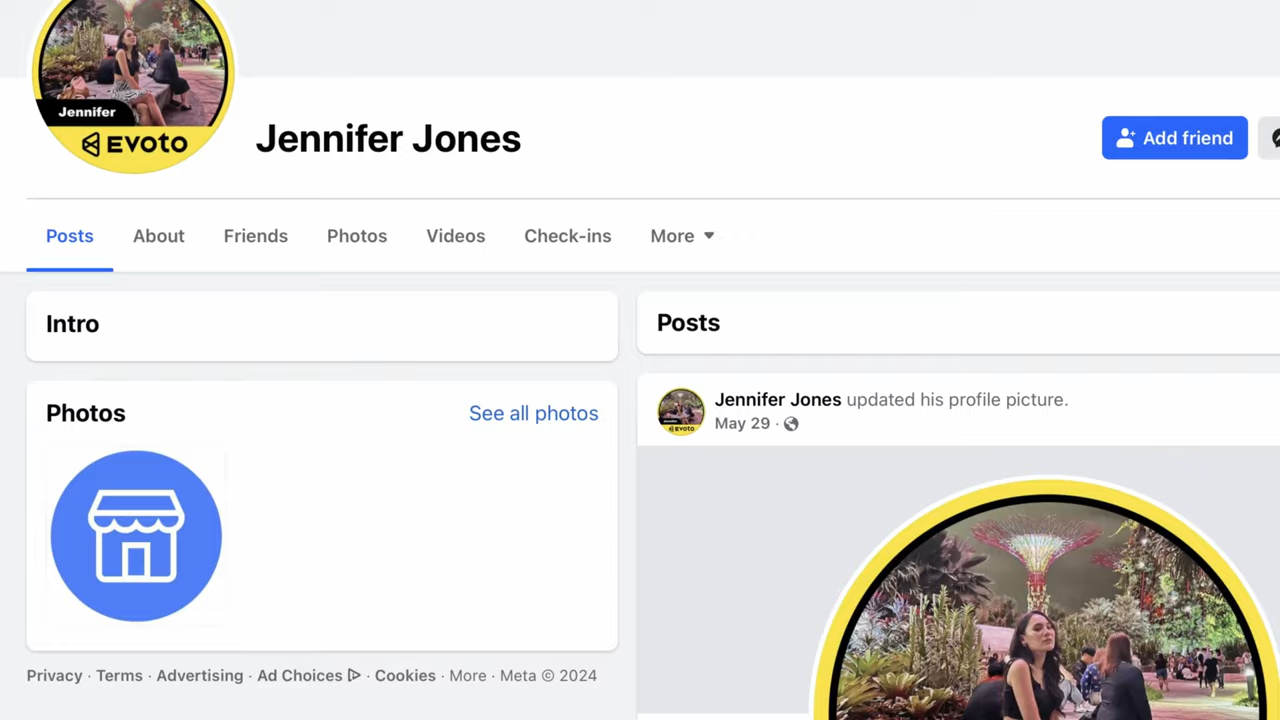 Jennifer
EVOTO
Jennifer Jones
Add friend
Posts
About
Friends
Photos
Videos
Check-ins
More
Intro
Photos
See all photos
Privacy · Terms · Advertising · Ad Choices · Cookies · More · Meta © 2024
Posts
Jennifer Jones updated his profile picture.
May 29 ·
EVOTO